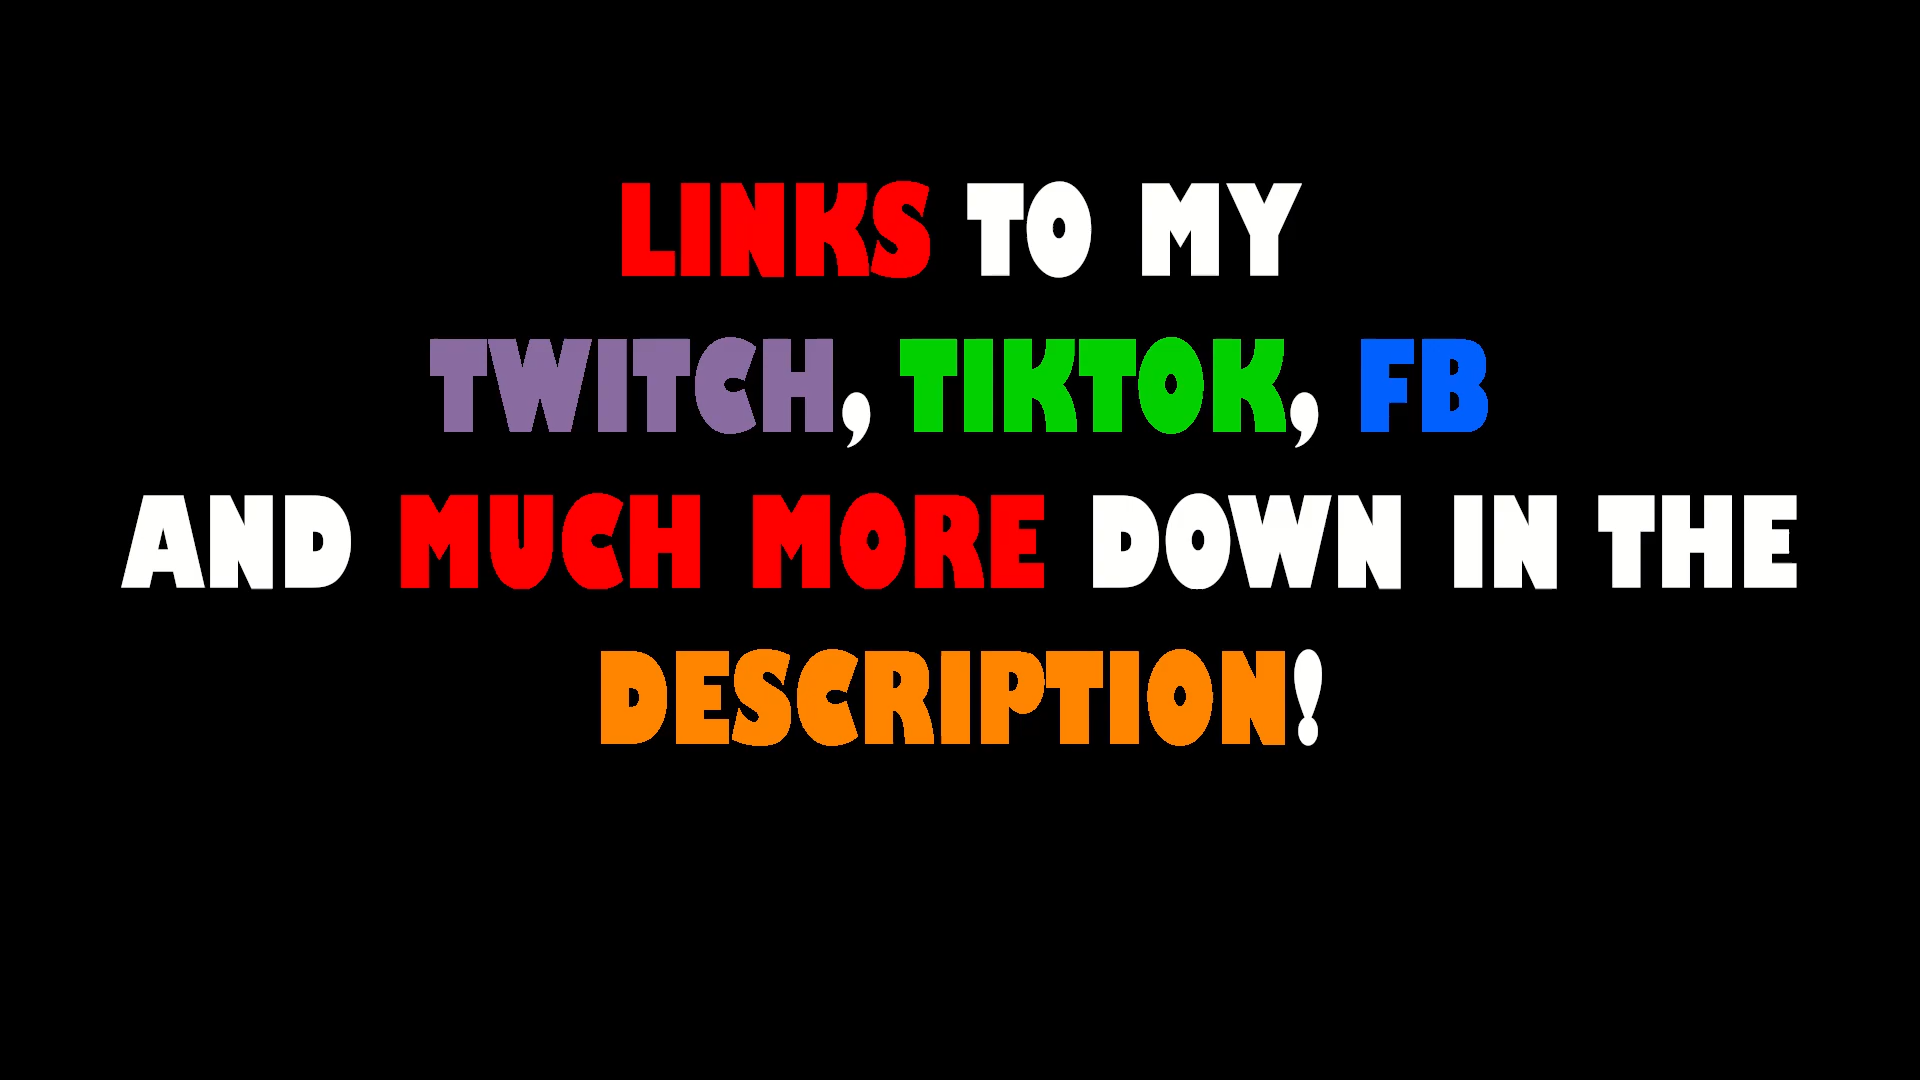 LINKS TO MY
TWITCH, TIKTOK, FB
AND MUCH MORE DOWN IN THE
DESCRIPTION!